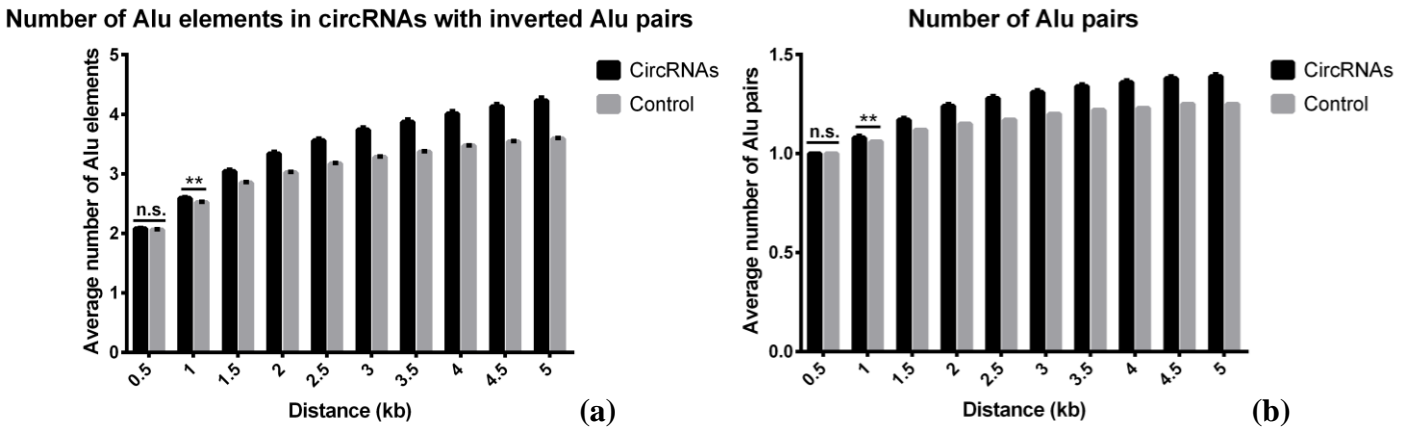 Number of Alu elements in circRNAs with inverted Alu pairs
Average number of Alu elements
5
4
3
2
1
0
n.s.
**
CircRNAs
Control
0.5 1 1.5 2 2.5 3 3.5 4 4.5 5
Distance (kb)
(a)
Number of Alu pairs
Average number of Alu pairs
1.5
1.0
0.5
0.0
n.s.
**
CircRNAs
Control
0.5 1 1.5 2 2.5 3 3.5 4 4.5 5
Distance (kb)
(b)